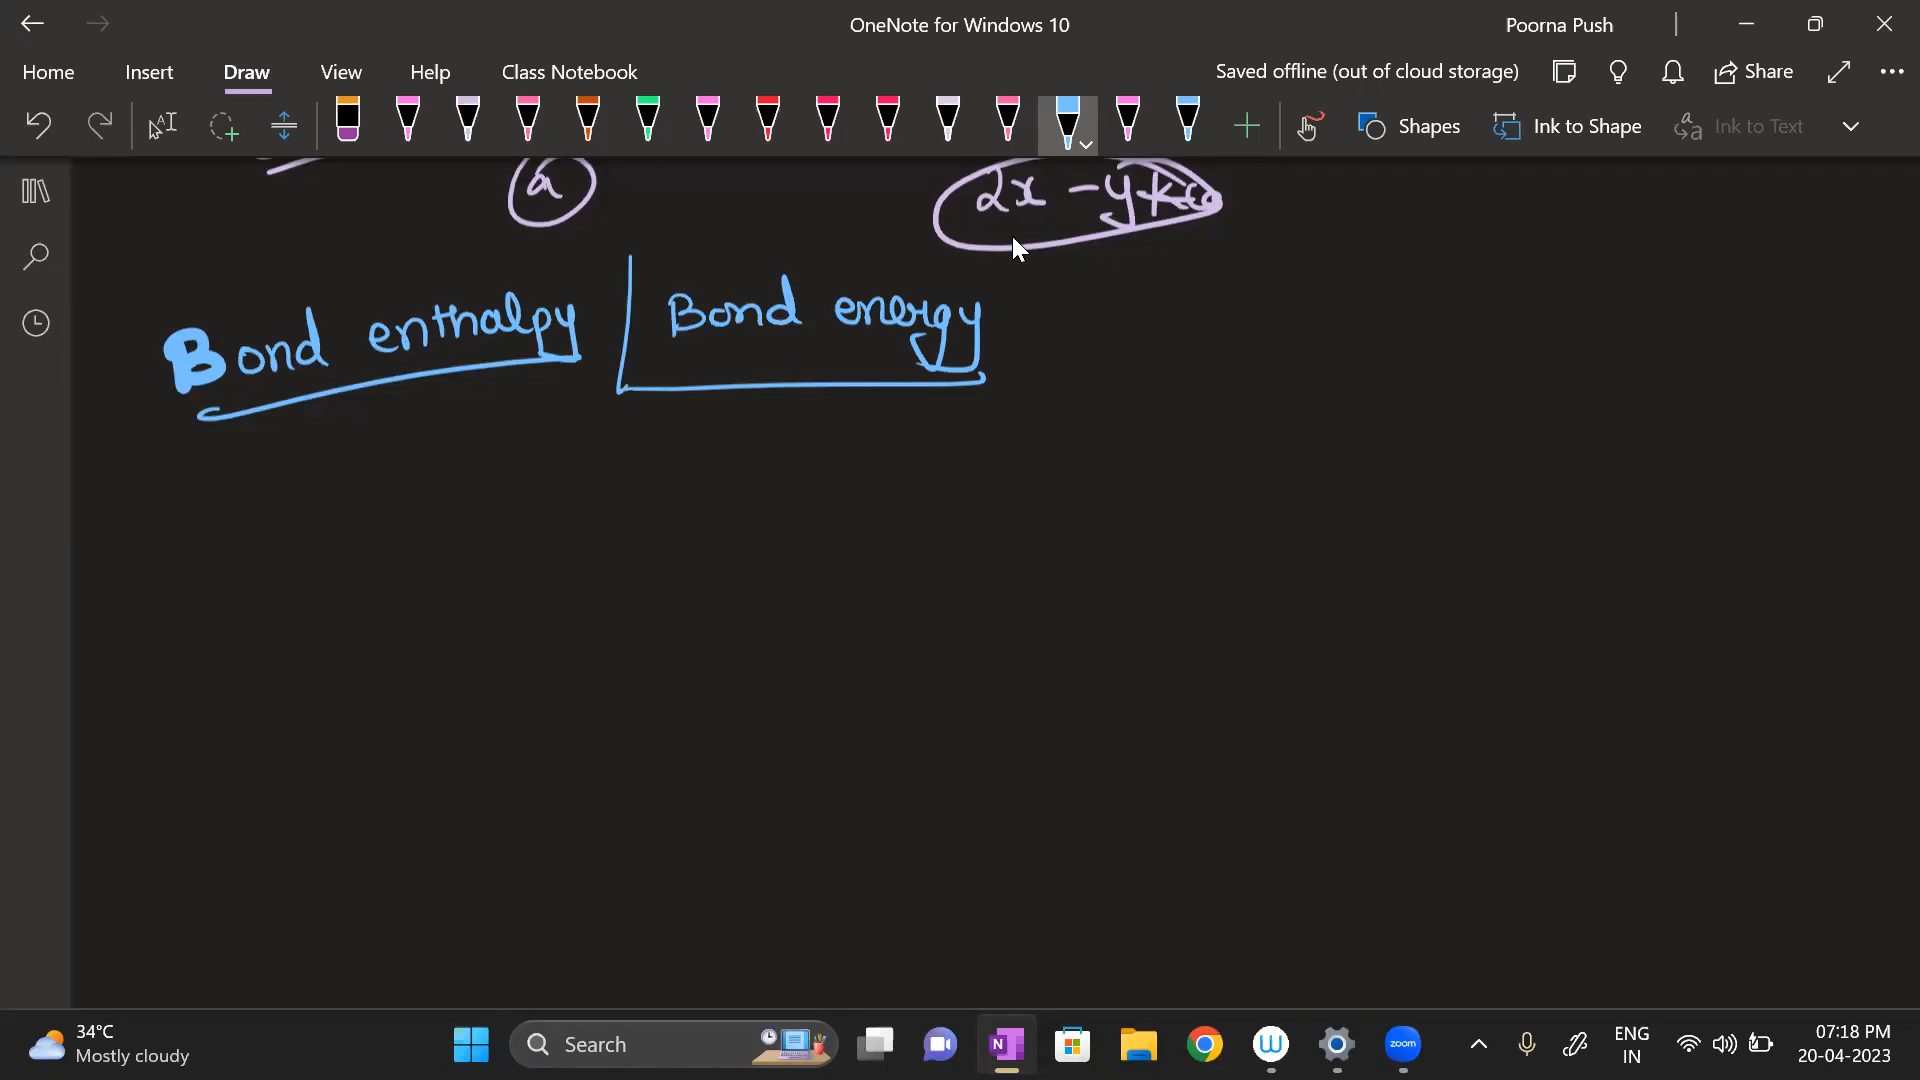 OneNote for Windows 10
Poorna Push
Home Insert Draw View Help Class Notebook
Saved offline (out of cloud storage) Share
Shapes Ink to Shape Ink to Text
a
2x - y
Bond enthalpy Bond energy
34°C
Mostly cloudy
Search
zoom
ENG
IN
07:18 PM
20-04-2023